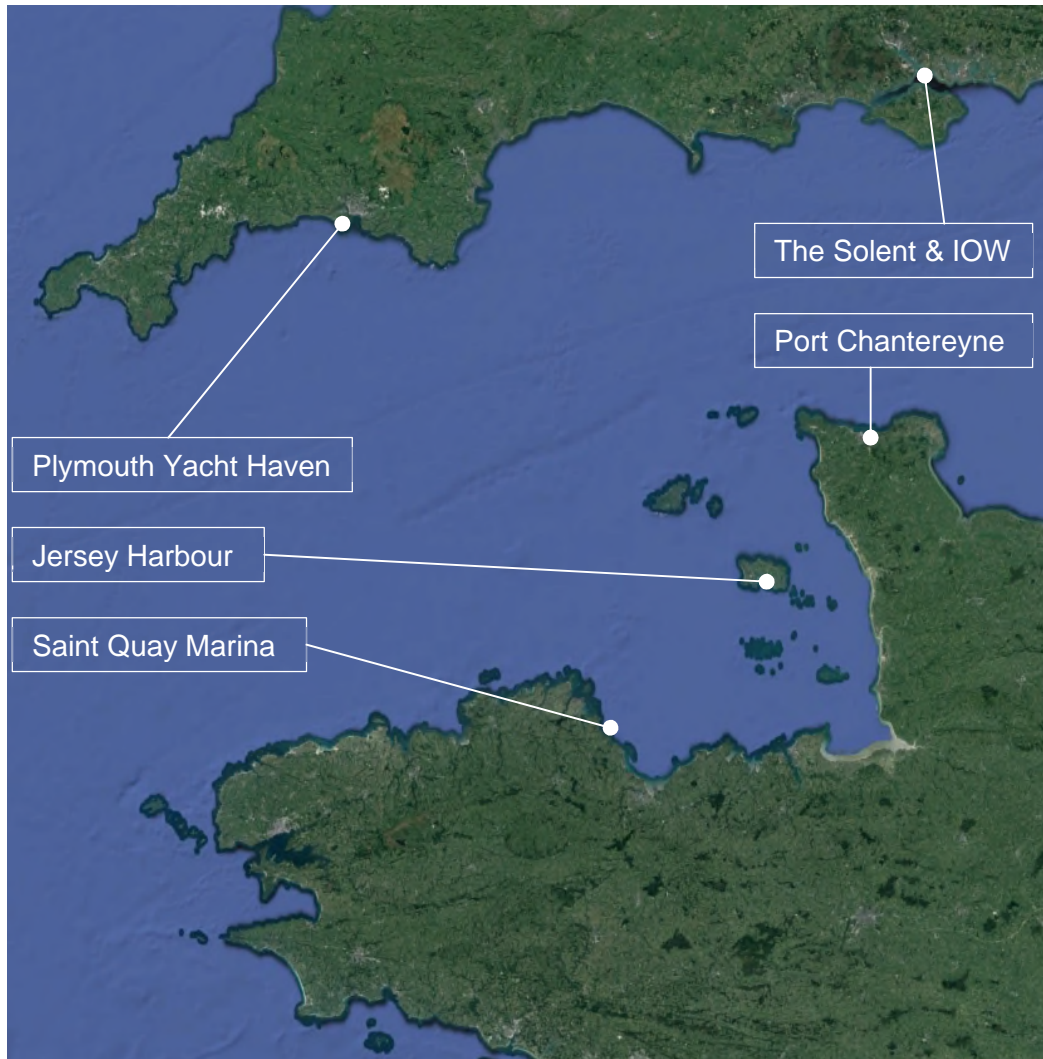 The Solent & IOW
Port Chantereyne
Plymouth Yacht Haven
Jersey Harbour
Saint Quay Marina